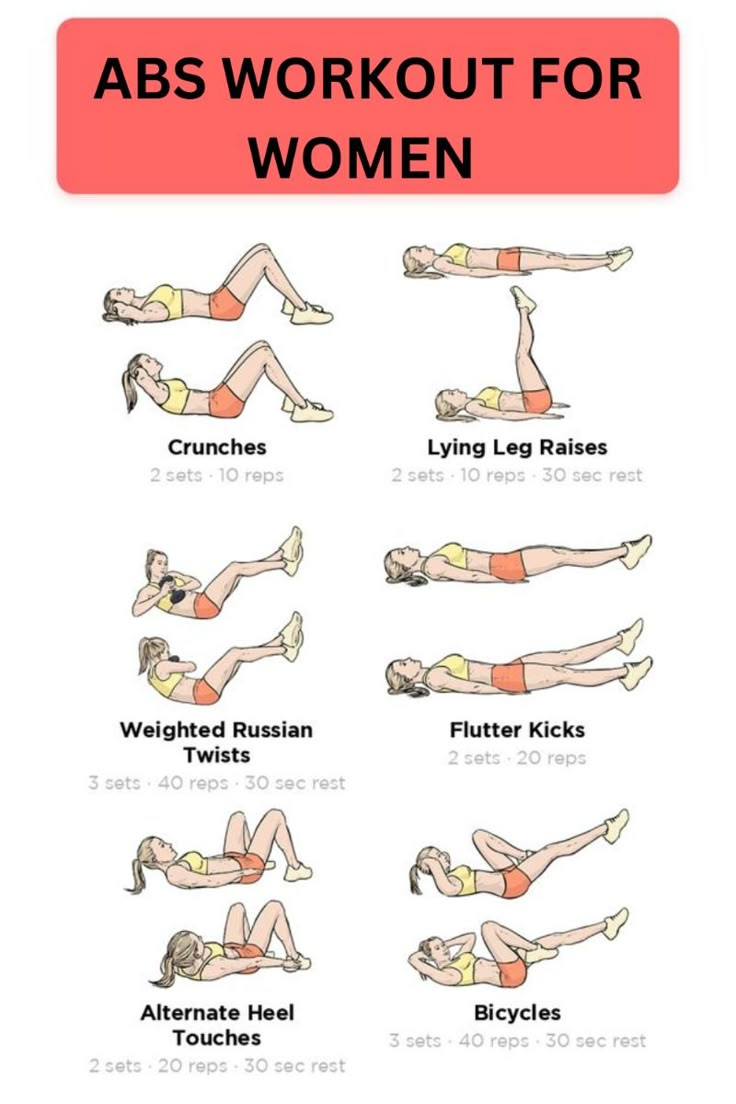 ABS WORKOUT FOR
WOMEN
Crunches
2 sets · 10 reps
Lying Leg Raises
2 sets · 10 reps · 30 sec rest
Weighted Russian
Twists
3 sets · 40 reps · 30 sec rest
Flutter Kicks
2 sets · 20 reps
Alternate Heel
Touches
2 sets · 20 reps · 30 sec rest
Bicycles
3 sets · 40 reps · 30 sec rest